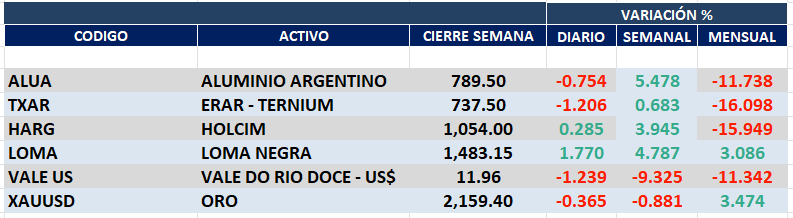 VARIACIÓN %
CODIGO ACTIVO CIERRE SEMANA DIARIO SEMANAL MENSUAL
ALUA ALUMINIO ARGENTINO 789.50 -0.754 5.478 -11.738
TXAR ERAR - TERNIUM 737.50 -1.206 0.683 -16.098
HARG HOLCIM 1,054.00 0.285 3.945 -15.949
LOMA LOMA NEGRA 1,483.15 1.770 4.787 3.086
VALE US VALE DO RIO DOCE - US$ 11.96 -1.239 -9.325 -11.342
XAUUSD ORO 2,159.40 -0.365 -0.881 3.474